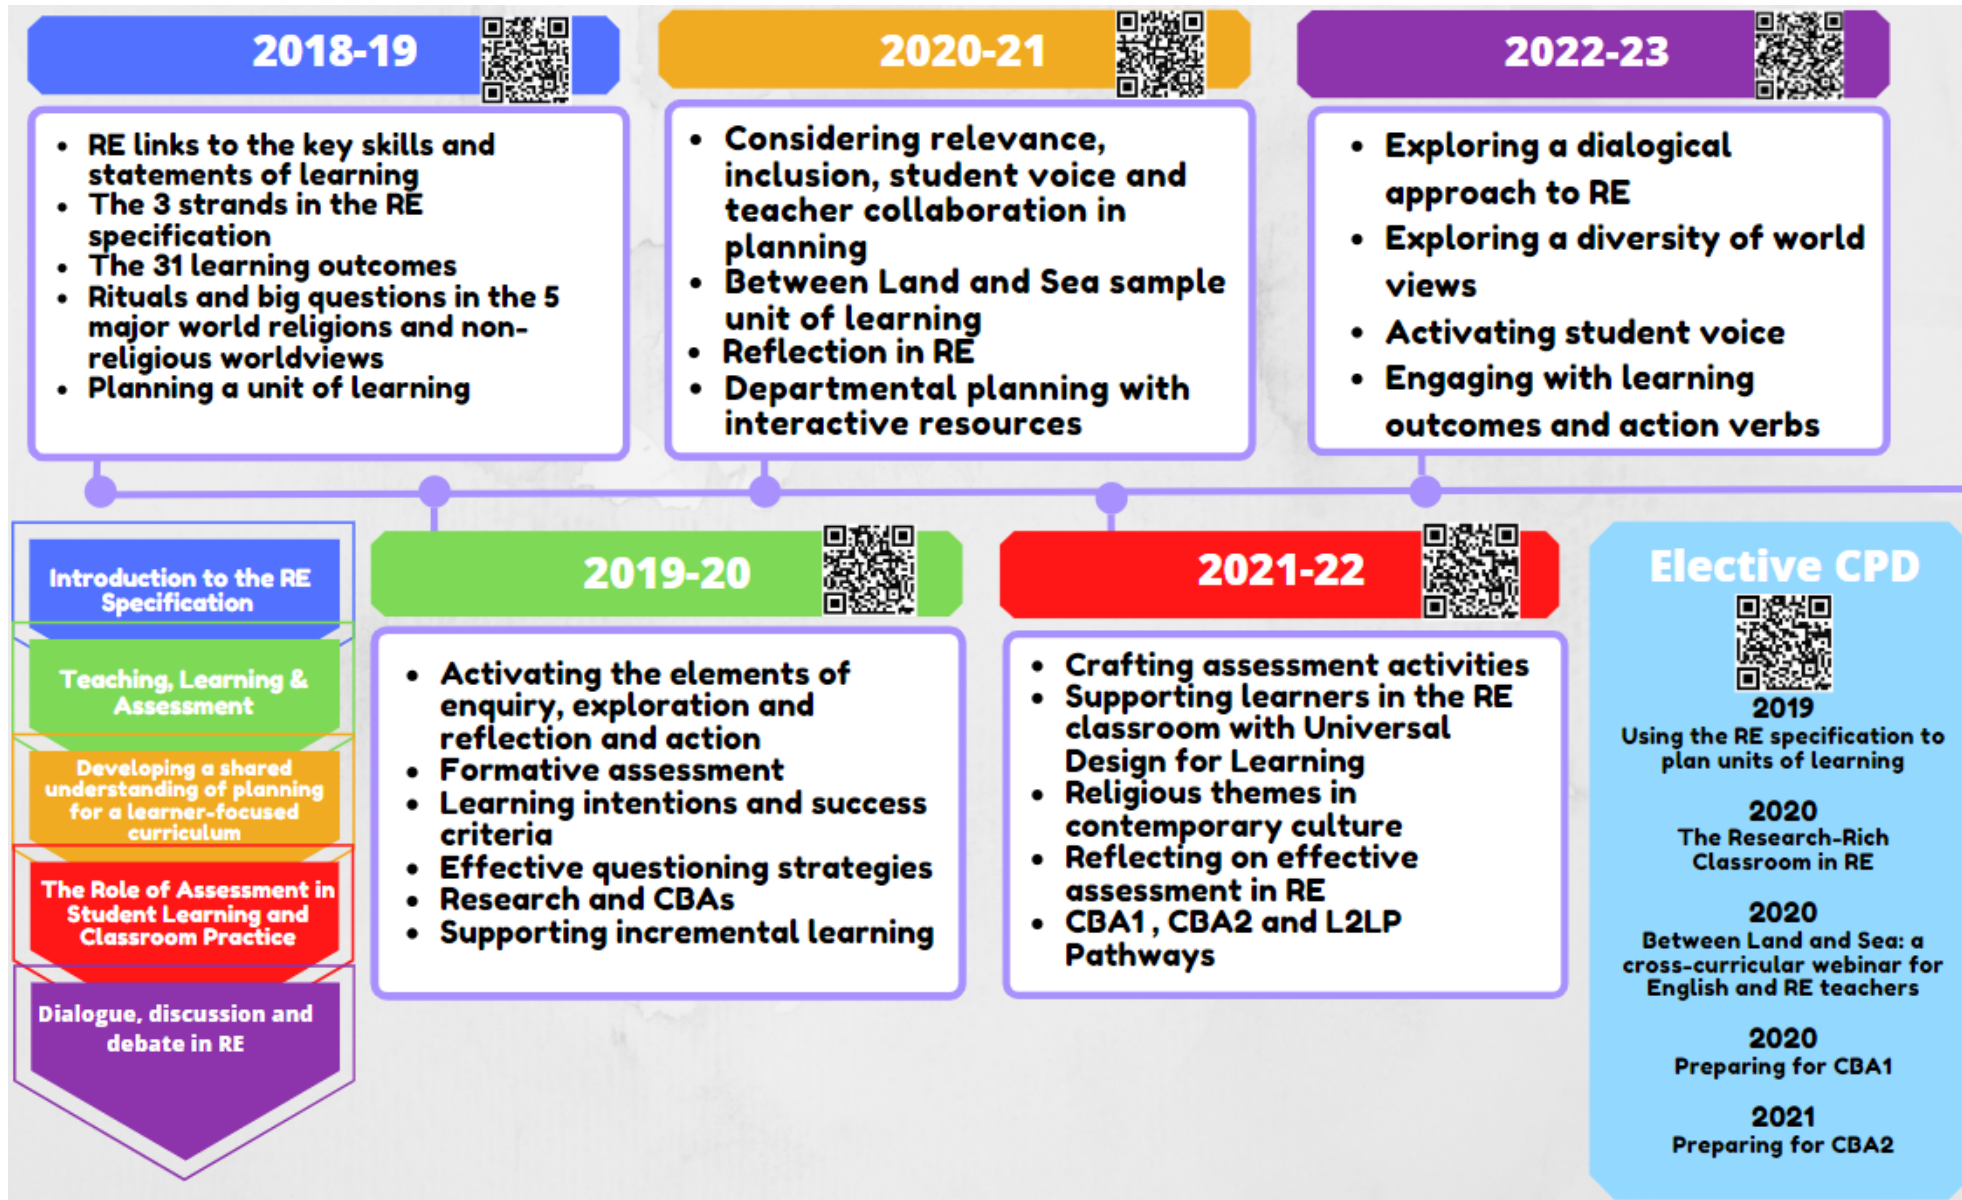 2018-19
• RE links to the key skills and
statements of learning
• The 3 strands in the RE
specification
• The 31 learning outcomes
• Rituals and big questions in the 5
major world religions and non-
religious worldviews
• Planning a unit of learning
2020-21
• Considering relevance,
inclusion, student voice and
teacher collaboration in
planning
• Between Land and Sea sample
unit of learning
• Reflection in RE
• Departmental planning with
interactive resources
2022-23
• Exploring a dialogical
approach to RE
• Exploring a diversity of world
views
• Activating student voice
• Engaging with learning
outcomes and action verbs
Introduction to the RE
Specification
Teaching, Learning &
Assessment
Developing a shared
understanding of planning
for a learner-focused
curriculum
The Role of Assessment in
Student Learning and
Classroom Practice
Dialogue, discussion and
debate in RE
2019-20
• Activating the elements of
enquiry, exploration and
reflection and action
• Formative assessment
• Learning intentions and success
criteria
• Effective questioning strategies
• Research and CBAs
• Supporting incremental learning
2021-22
• Crafting assessment activities
• Supporting learners in the RE
classroom with Universal
Design for Learning
• Religious themes in
contemporary culture
• Reflecting on effective
assessment in RE
• CBA1 , CBA2 and L2LP
Pathways
Elective CPD
2019
Using the RE specification to
plan units of learning
2020
The Research-Rich
Classroom in RE
2020
Between Land and Sea: a
cross-curricular webinar for
English and RE teachers
2020
Preparing for CBA1
2021
Preparing for CBA2